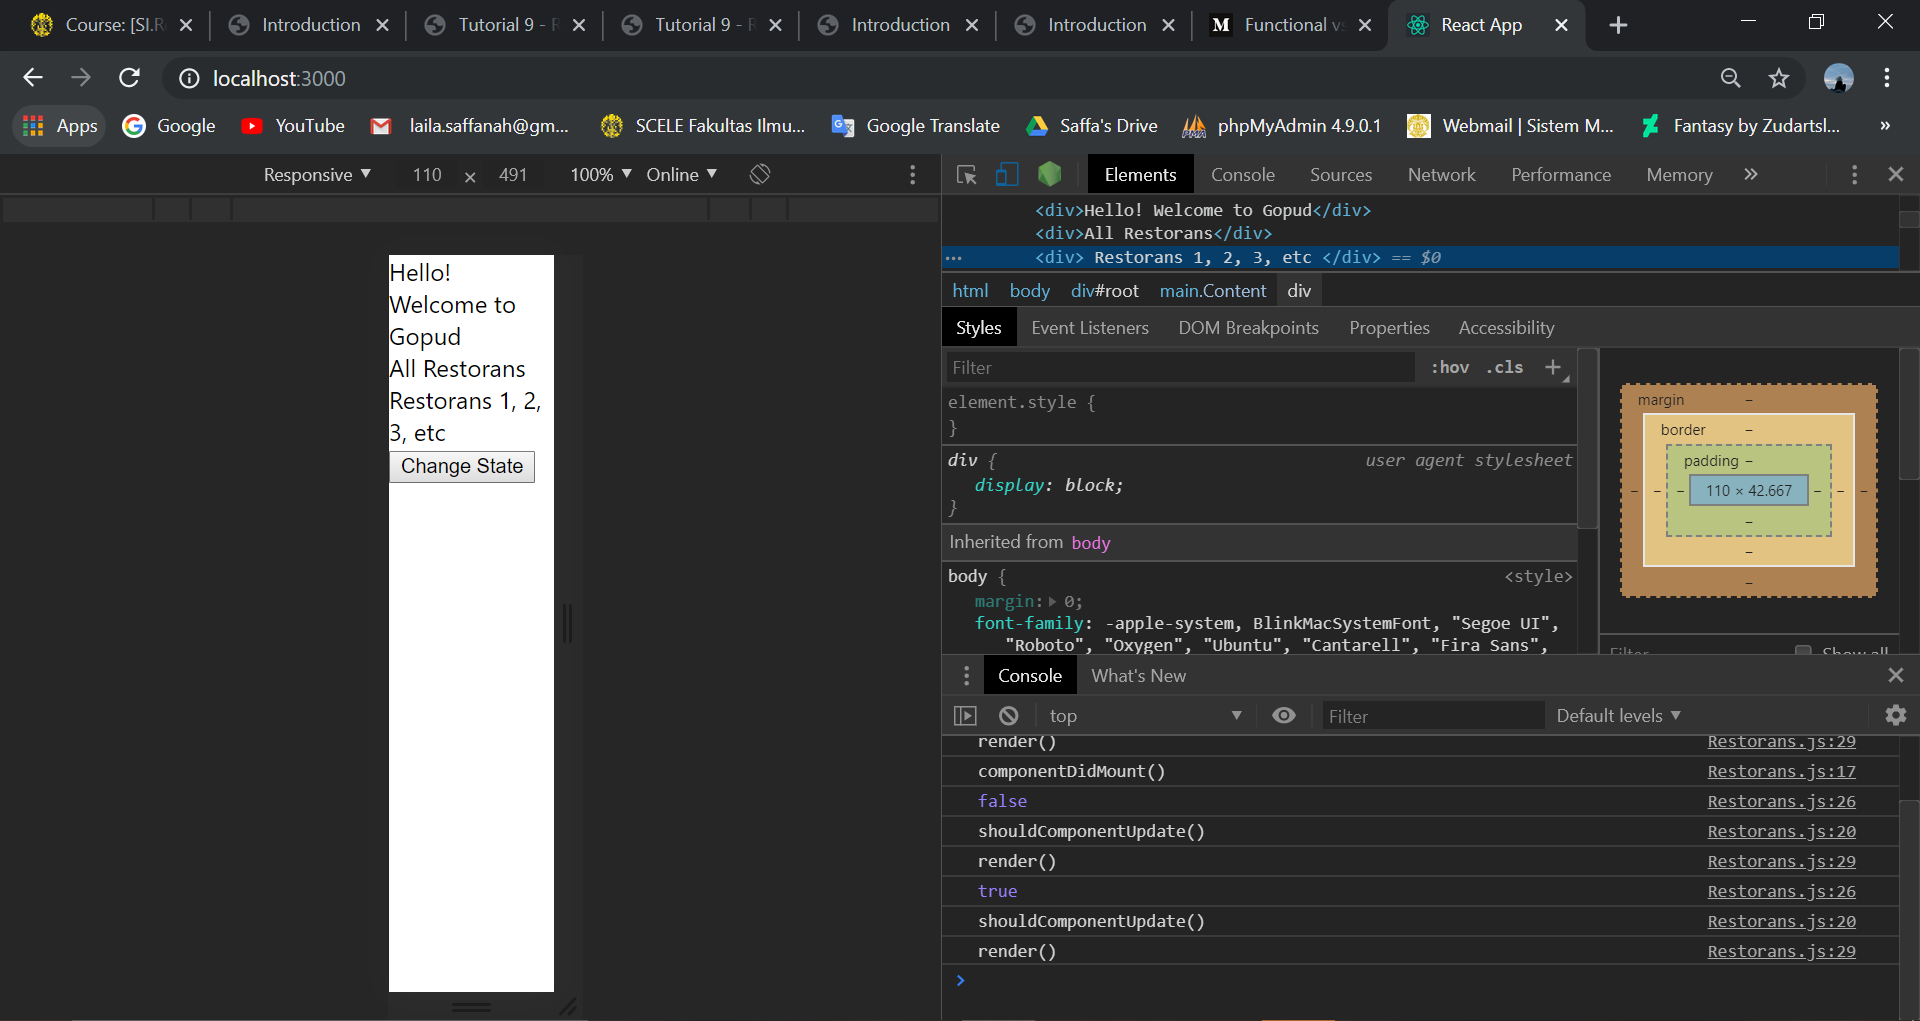 Course: [SI.R
Introduction
Tutorial 9 - R
Tutorial 9 - R
Introduction
Introduction
Functional vs
React App
localhost:3000
Apps
Google
YouTube
laila.saffanah@gm...
SCELE Fakultas Ilmu...
Google Translate
Saffa's Drive
phpMyAdmin 4.9.0.1
Webmail | Sistem M...
Fantasy by Zudartsl...
»
Responsive ▼ 110 × 491 100% ▼ Online ▼
Elements Console Sources Network Performance Memory »
<div>Hello! Welcome to Gopud</div>
<div>All Restorans</div>
... <div> Restorans 1, 2, 3, etc </div> == $0
html body div#root main.Content div
Styles Event Listeners DOM Breakpoints Properties Accessibility
Filter :hov .cls +
element.style {
}
div { user agent stylesheet
display: block;
}
Inherited from body
body { <style>
margin: 0;
font-family: -apple-system, BlinkMacSystemFont, "Segoe UI",
"Roboto", "Oxygen", "Ubuntu", "Cantarell", "Fira Sans",
margin –
border –
padding –
– – – 110 × 42.667 – – –
–
–
–
Filter Show all
Hello!
Welcome to
Gopud
All Restorans
Restorans 1, 2,
3, etc
Change State
Console What's New
top ▼ Filter Default levels ▼
render() Restorans.js:29
componentDidMount() Restorans.js:17
false Restorans.js:26
shouldComponentUpdate() Restorans.js:20
render() Restorans.js:29
true Restorans.js:26
shouldComponentUpdate() Restorans.js:20
render() Restorans.js:29
>